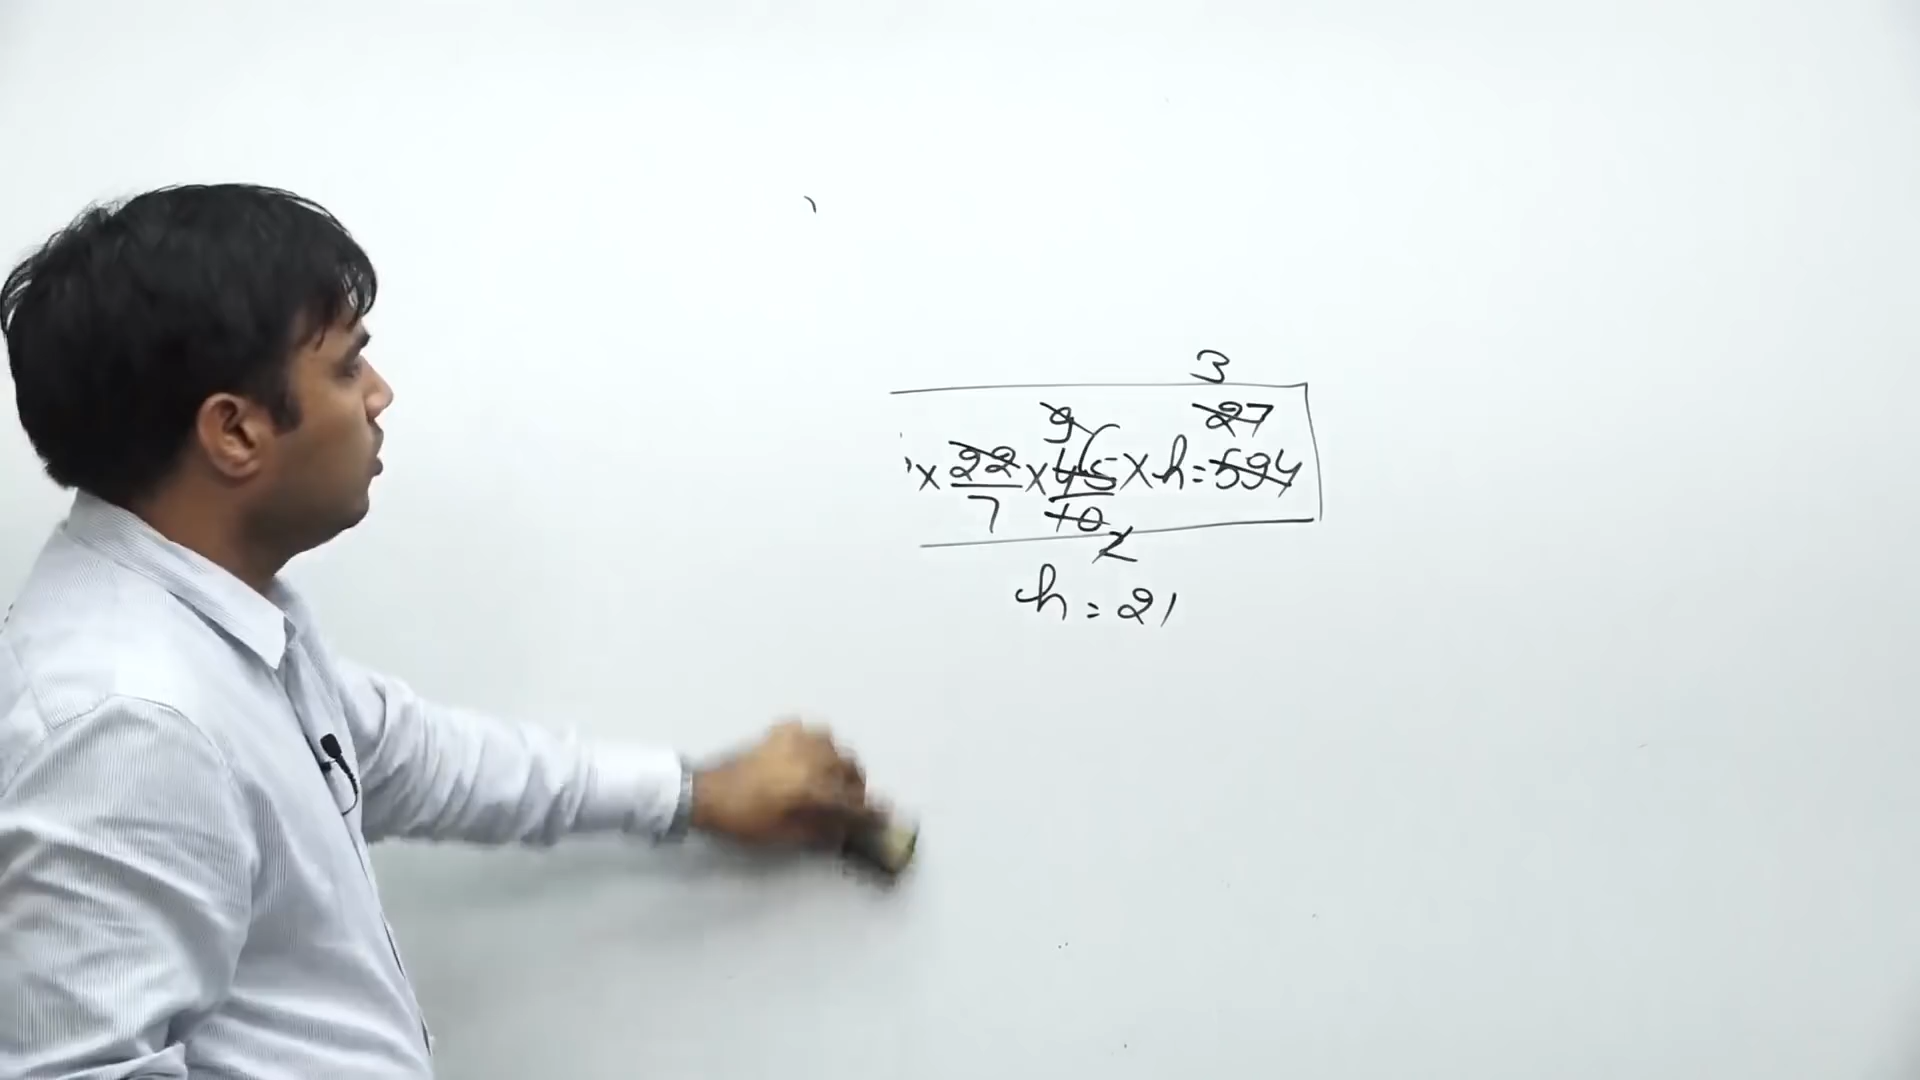 3
9 27
× 22/7 × 45/10 × h = 594
2
h = 21